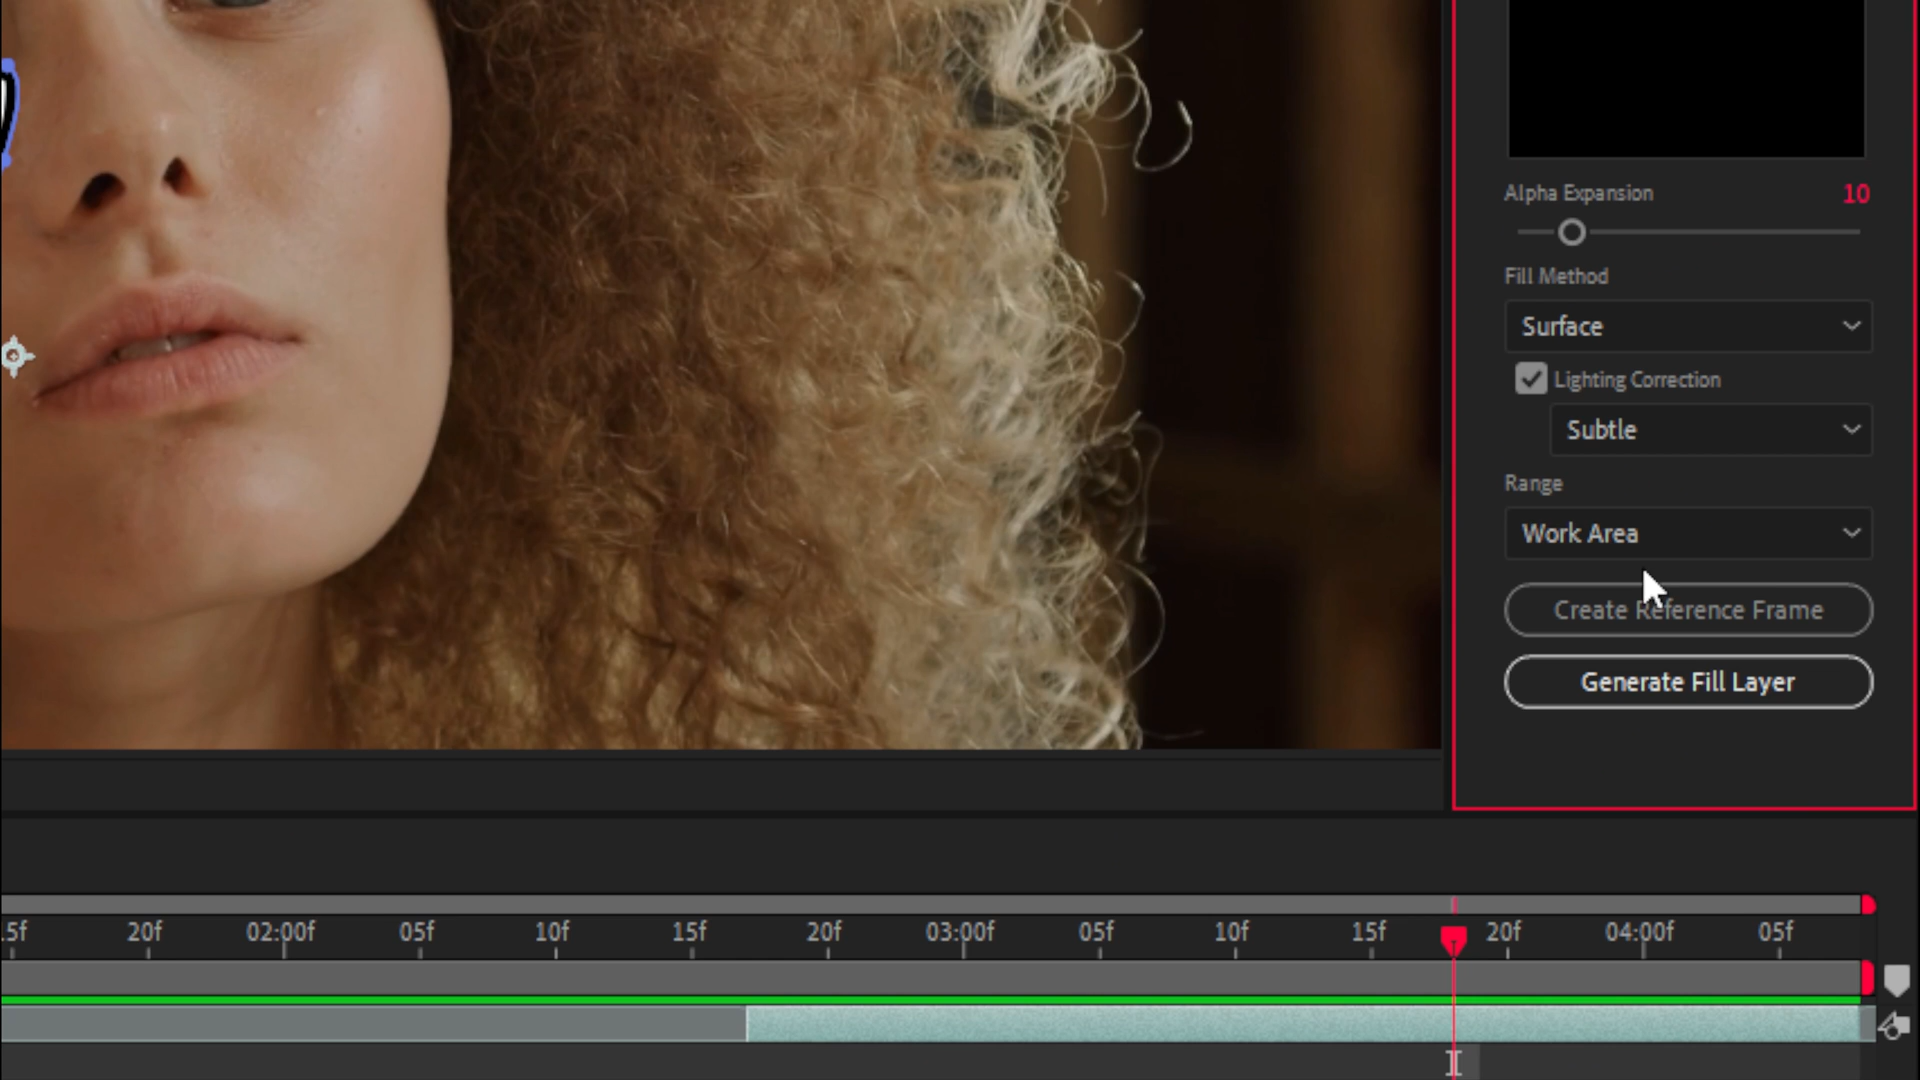 Alpha Expansion 10
Fill Method
Surface
Lighting Correction
Subtle
Range
Work Area
Create Reference Frame
Generate Fill Layer
5f 20f 02:00f 05f 10f 15f 20f 03:00f 05f 10f 15f 20f 04:00f 05f